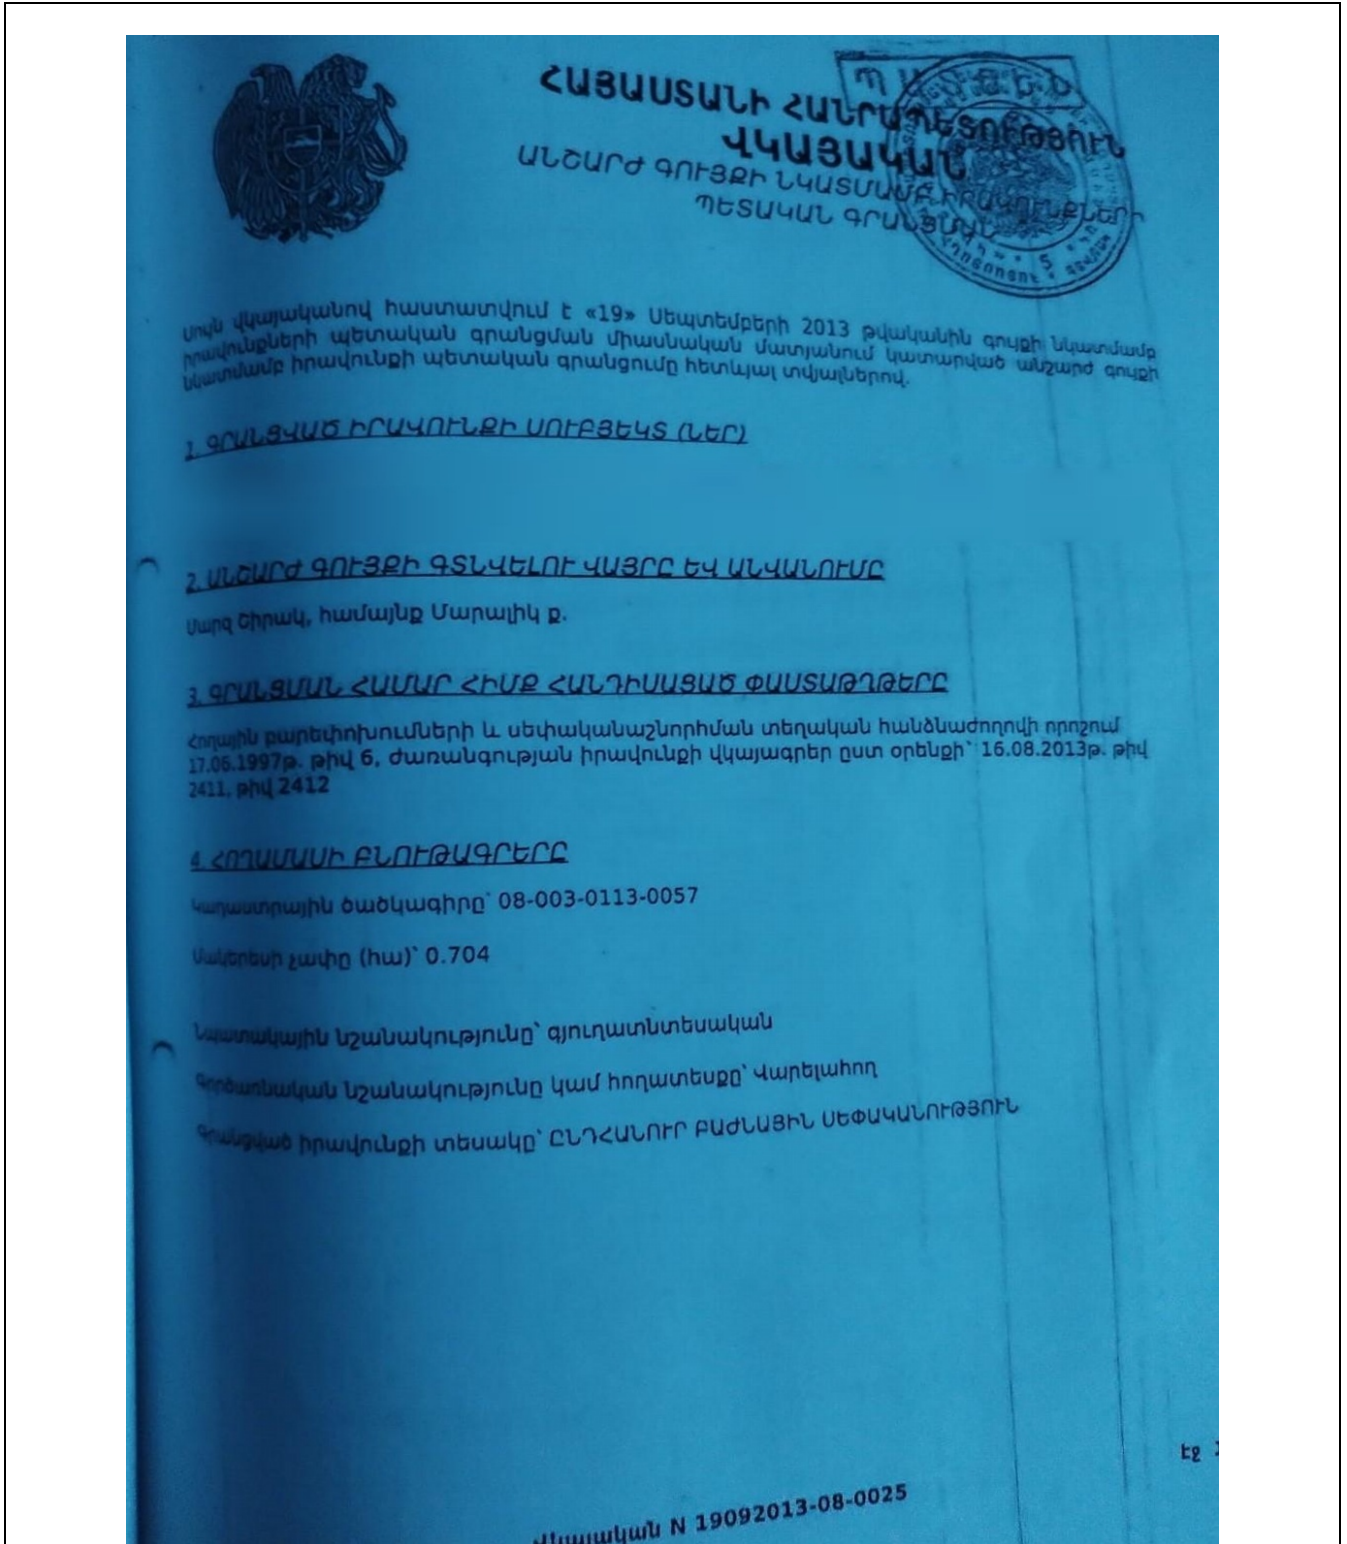 ՊԱՏՃԵՆ
ՀԱՅԱՍՏԱՆԻ ՀԱՆՐԱՊԵՏՈՒԹՅՈՒՆ
ՎԿԱՅԱԿԱՆ
ԱՆՇԱՐԺ ԳՈՒՅՔԻ ՆԿԱՏՄԱՄԲ ԻՐԱՎՈՒՆՔՆԵՐԻ
ՊԵՏԱԿԱՆ ԳՐԱՆՑՄԱՆ
Սույն վկայականով հաստատվում է «19» Սեպտեմբերի 2013 թվականին գույքի նկատմամբ
իրավունքների պետական գրանցման միասնական մատյանում կատարված անշարժ գույքի
նկատմամբ իրավունքի պետական գրանցումը հետևյալ տվյալներով.
1. ԳՐԱՆՑՎԱԾ ԻՐԱՎՈՒՆՔԻ ՍՈՒԲՅԵԿՏ (ՆԵՐ)
2. ԱՆՇԱՐԺ ԳՈՒՅՔԻ ԳՏՆՎԵԼՈՒ ՎԱՅՐԸ ԵՎ ԱՆՎԱՆՈՒՄԸ
Մարզ Շիրակ, համայնք Մարալիկ ք.
3. ԳՐԱՆՑՄԱՆ ՀԱՄԱՐ ՀԻՄՔ ՀԱՆԴԻՍԱՑԱԾ ՓԱՍՏԱԹՂԹԵՐԸ
Հողային բարեփոխումների և սեփականաշնորհման տեղական հանձնաժողովի որոշում
17.06.1997թ. թիվ 6, ժառանգության իրավունքի վկայագրեր ըստ օրենքի՝ 16.08.2013թ. թիվ
2411, թիվ 2412
4. ՀՈՂԱՄԱՍԻ ԲՆՈՒԹԱԳՐԵՐԸ
Կադաստրային ծածկագիրը՝ 08-003-0113-0057
Մակերեսի չափը (հա)՝ 0.704
Նպատակային նշանակությունը՝ գյուղատնտեսական
Գործառնական նշանակությունը կամ հողատեսքը՝ Վարելահող
Գրանցված իրավունքի տեսակը՝ ԸՆԴՀԱՆՈՒՐ ԲԱԺՆԱՅԻՆ ՍԵՓԱԿԱՆՈՒԹՅՈՒՆ
էջ
Վկայական N 19092013-08-0025